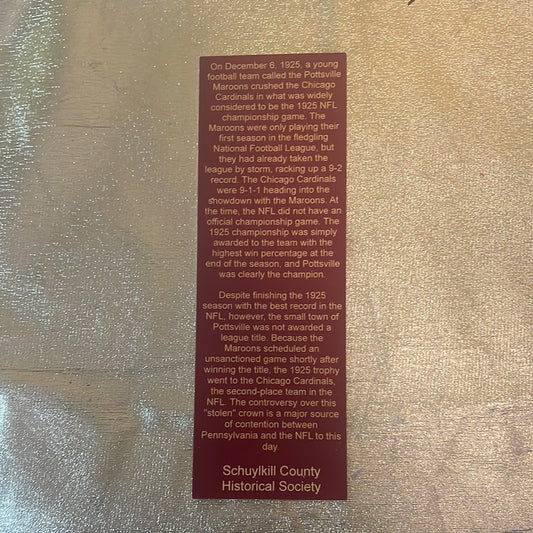 On December 6, 1925, a young
football team called the Pottsville
Maroons crushed the Chicago
Cardinals in what was widely
considered to be the 1925 NFL
championship game. The
Maroons were only playing their
first season in the fledgling
National Football League, but
they had already taken the
league by storm, racking up a 9-2
record. The Chicago Cardinals
were 9-1-1 heading into the
showdown with the Maroons. At
the time, the NFL did not have an
official championship game. The
1925 championship was simply
awarded to the team with the
highest win percentage at the
end of the season, and Pottsville
was clearly the champion.
Despite finishing the 1925
season with the best record in the
NFL, however, the small town of
Pottsville was not awarded a
league title. Because the
Maroons scheduled an
unsanctioned game shortly after
winning the title, the 1925 trophy
went to the Chicago Cardinals,
the second-place team in the
NFL. The controversy over this
"stolen" crown is a major source
of contention between
Pennsylvania and the NFL to this
day.
Schuylkill County
Historical Society